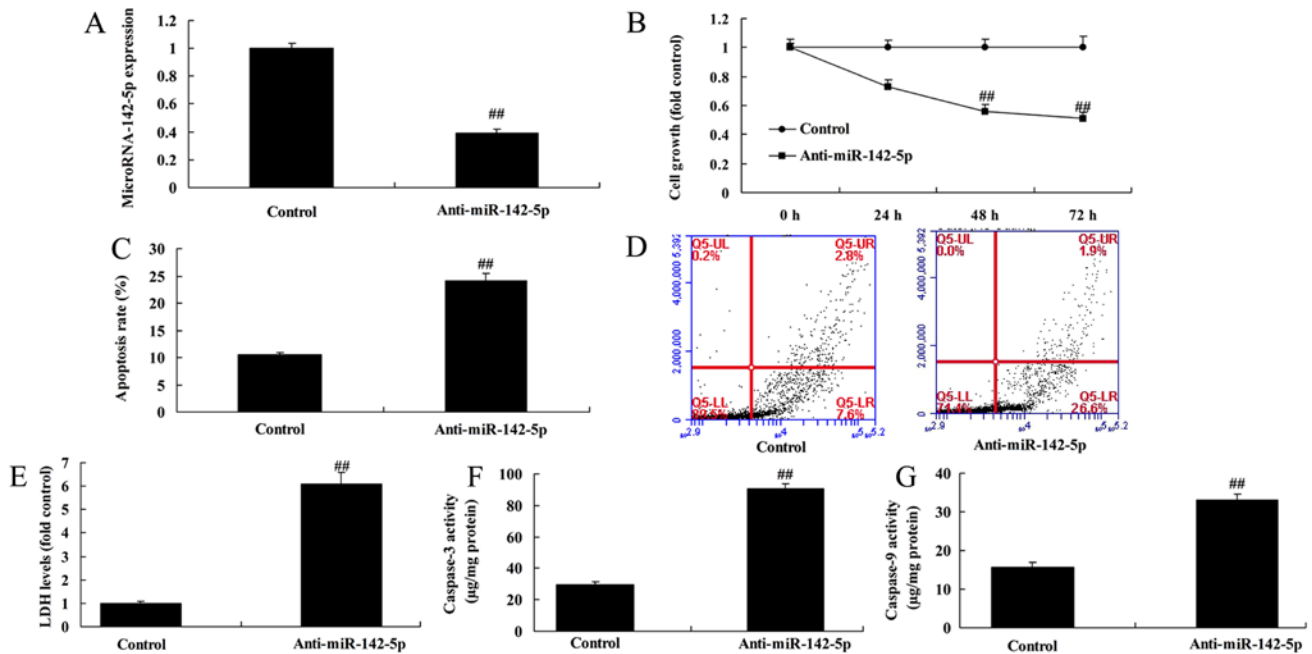 A
MicroRNA-142-5p expression
1.2
1
0.8
0.6
0.4
0.2
0
##
Control
Anti-miR-142-5p
B
Cell growth (fold control)
1.2
1
0.8
0.6
0.4
0.2
0
##
##
Control
Anti-miR-142-5p
0 h
24 h
48 h
72 h
C
Apoptosis rate (%)
30
25
20
15
10
5
0
##
Control
Anti-miR-142-5p
D
Q5-UL
0.2%
Q5-UR
2.8%
Q5-LL
Q5-LR
7.6%
4,000,000
5,392
2,000,000
0
Control
Q5-UL
0.0%
Q5-UR
1.9%
Q5-LL
Q5-LR
26.6%
4,000,000
5,392
2,000,000
0
Anti-miR-142-5p
E
LDH levels (fold control)
7
6
5
4
3
2
1
0
##
Control
Anti-miR-142-5p
F
Caspase-3 activity
(μg/mg protein)
100
80
60
40
20
0
##
Control
Anti-miR-142-5p
G
Caspase-9 activity
(μg/mg protein)
40
30
20
10
0
##
Control
Anti-miR-142-5p